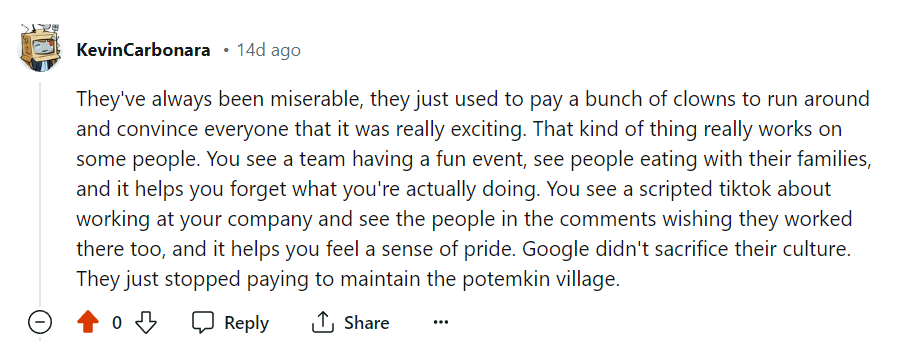 KevinCarbonara • 14d ago
They've always been miserable, they just used to pay a bunch of clowns to run around
and convince everyone that it was really exciting. That kind of thing really works on
some people. You see a team having a fun event, see people eating with their families,
and it helps you forget what you're actually doing. You see a scripted tiktok about
working at your company and see the people in the comments wishing they worked
there too, and it helps you feel a sense of pride. Google didn't sacrifice their culture.
They just stopped paying to maintain the potemkin village.
0 Reply Share ...